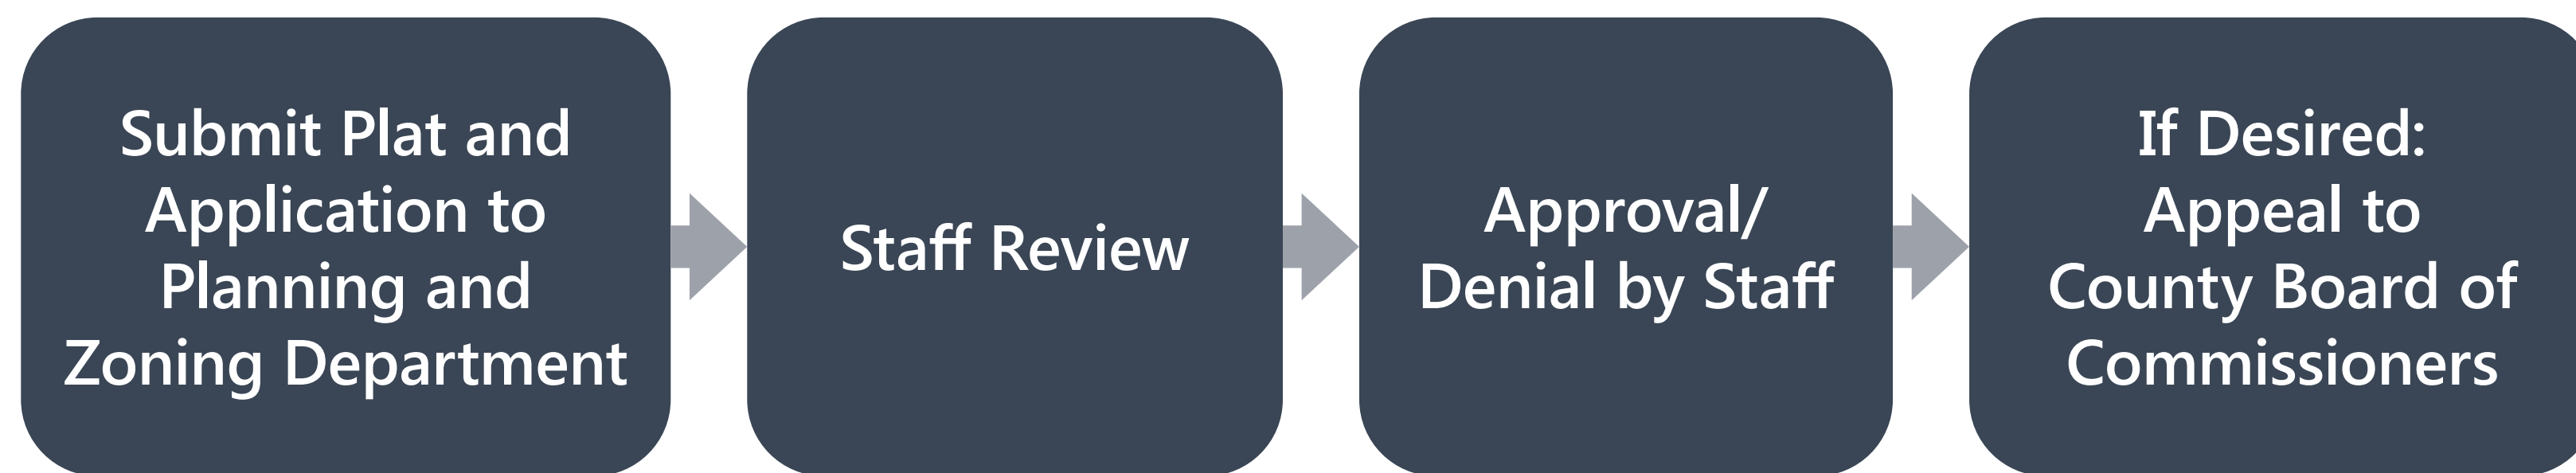 Submit Plat and
Application to
Planning and
Zoning Department
Staff Review
Approval/
Denial by Staff
If Desired:
Appeal to
County Board of
Commissioners